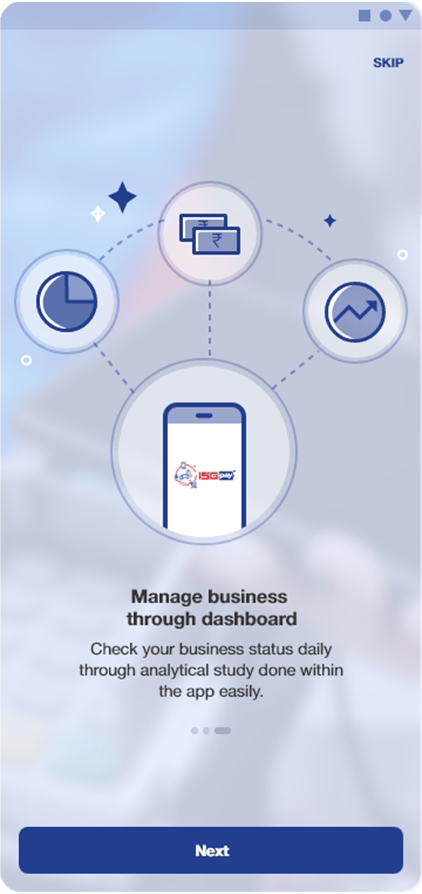 SKIP
₹
₹
ISG pay
Manage business
through dashboard
Check your business status daily
through analytical study done within
the app easily.
Next